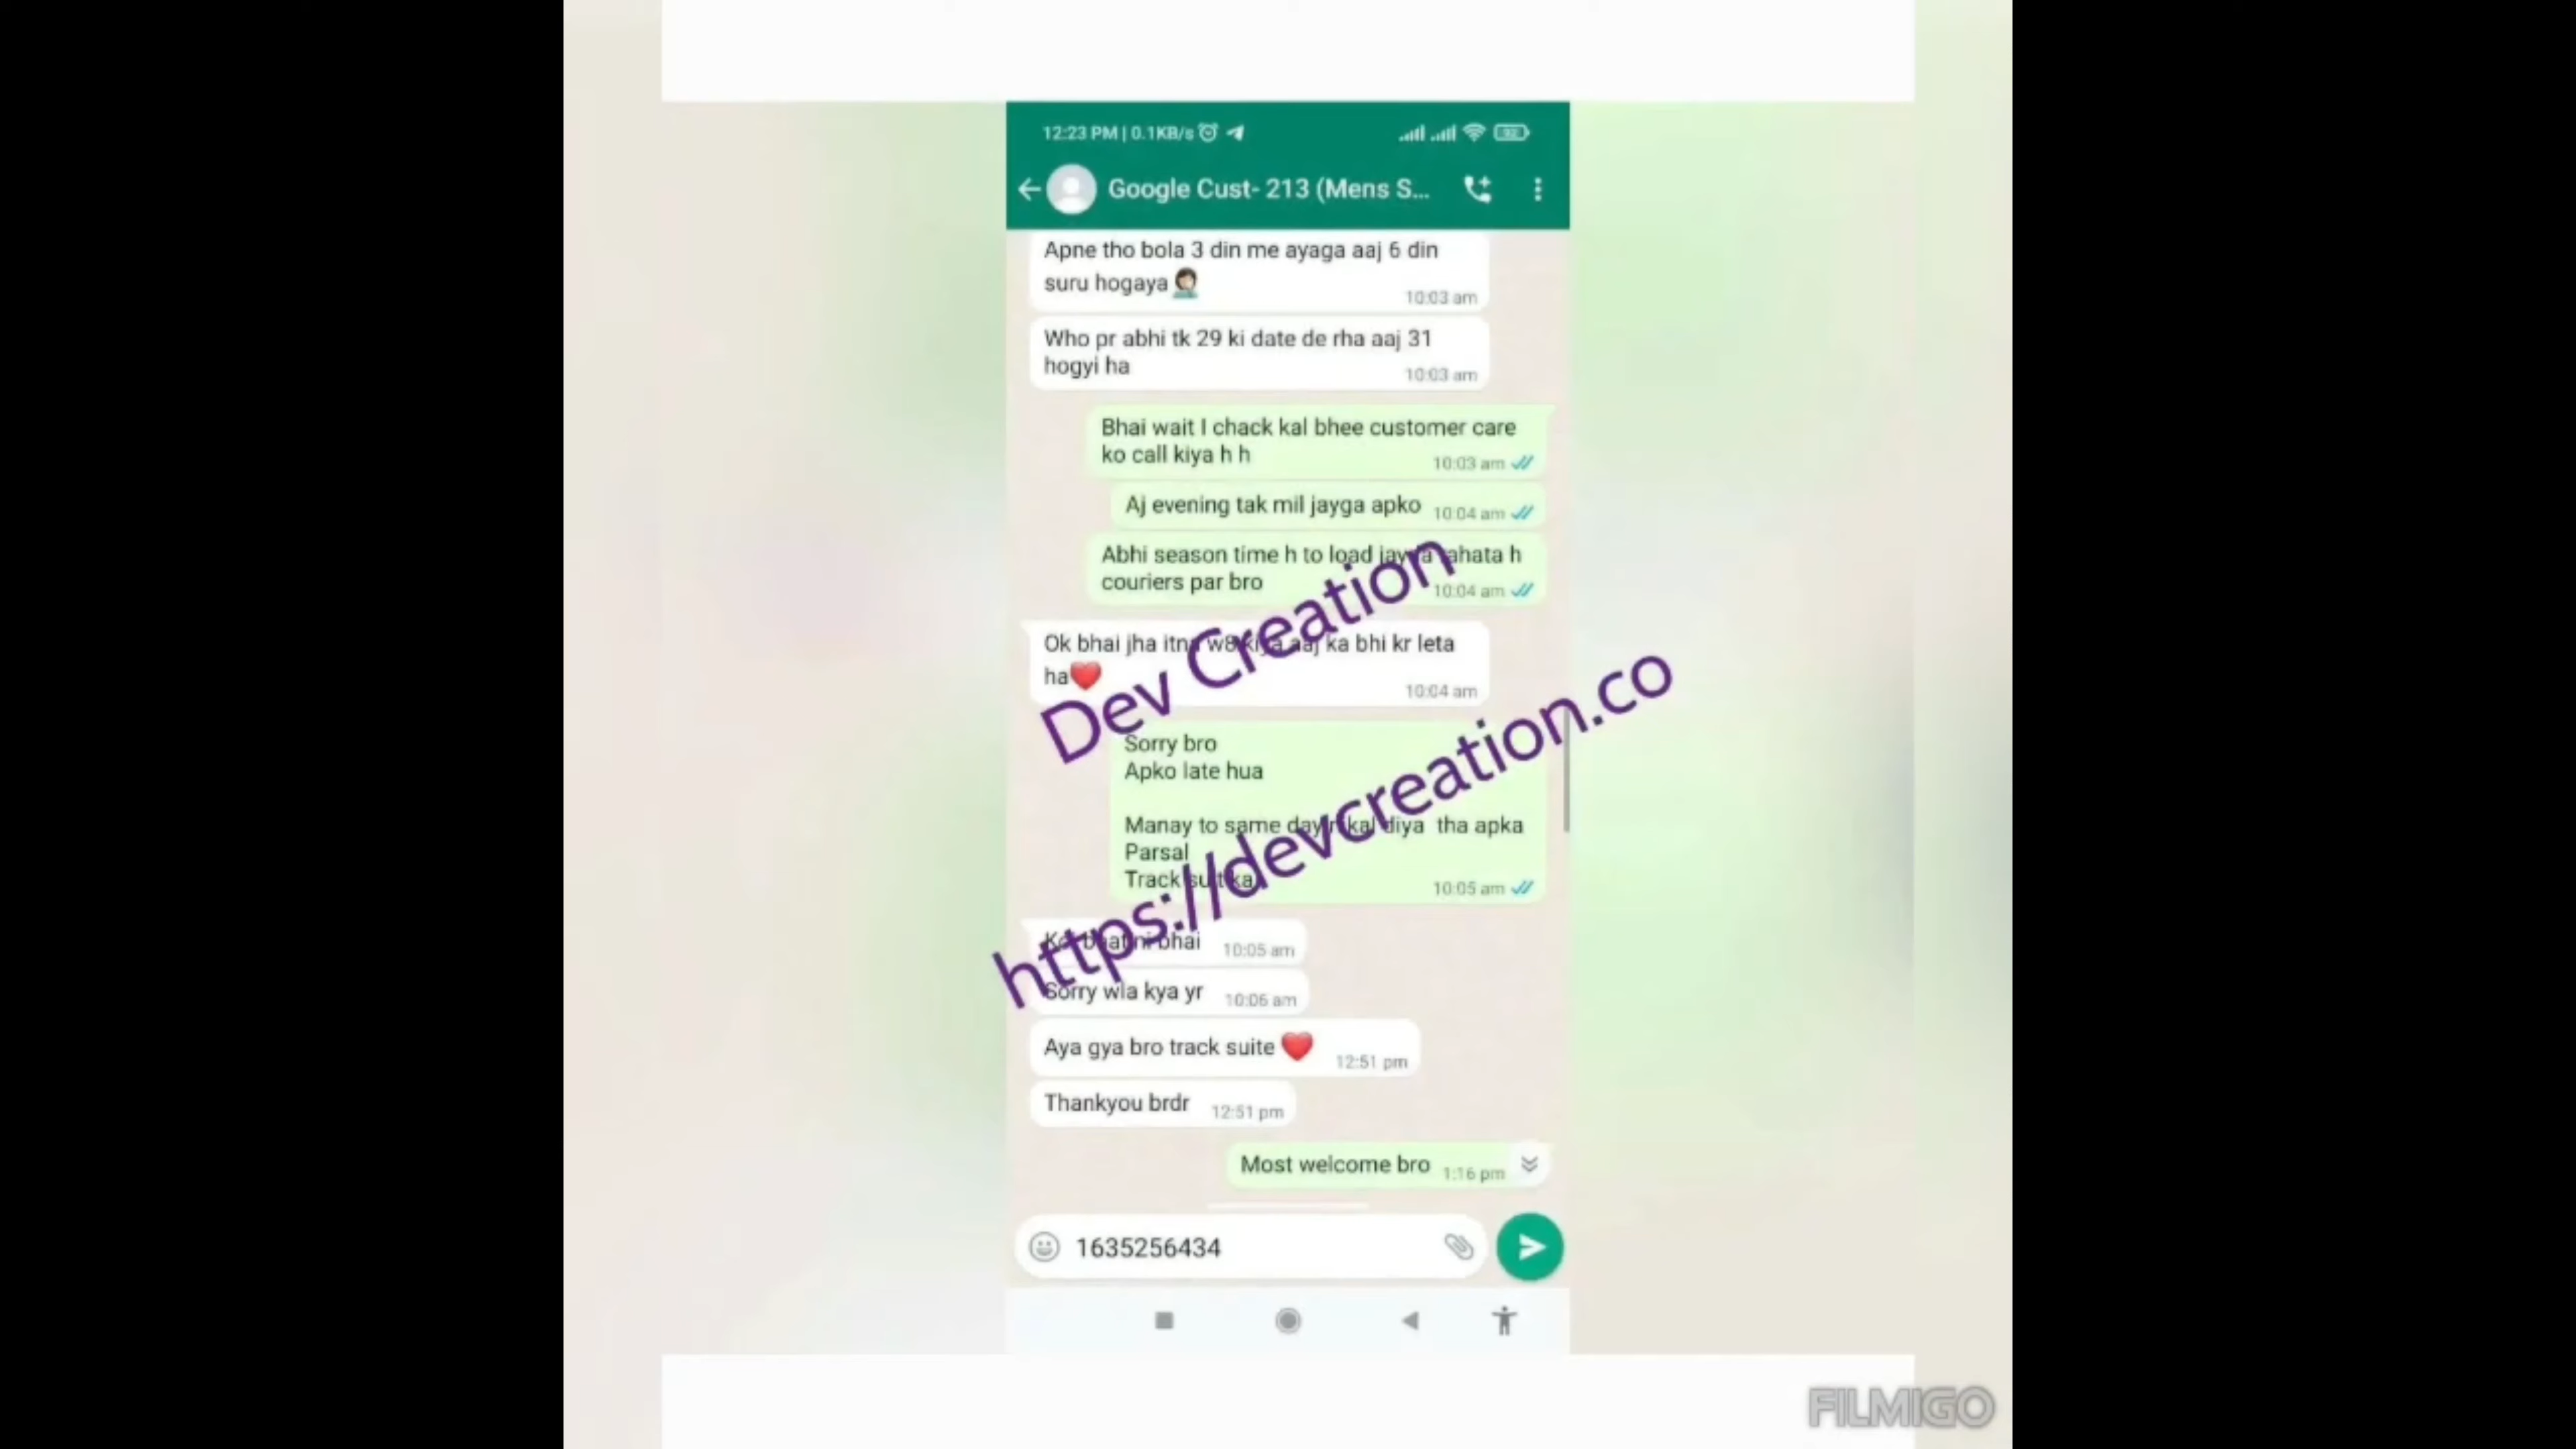 12:23 PM | 0.1KB/s
92
Google Cust- 213 (Mens S...
Apne tho bola 3 din me ayaga aaj 6 din
suru hogaya
10:03 am
Who pr abhi tk 29 ki date de rha aaj 31
hogyi ha
10:03 am
Bhai wait I chack kal bhee customer care
ko call kiya h h
10:03 am
Aj evening tak mil jayga apko
10:04 am
Abhi season time h to load h
couriers par bro
10:04 am
Ok bhai jha w8 ka bhi kr leta
ha
10:04 am
Dev Creation
Sorry bro
Apko late hua
Manay to same day diya tha apka
Parsal
Track suit ka
10:05 am
https://devcreation.co
bhai
10:05 am
Sorry wla kya yr
10:06 am
Aya gya bro track suite
12:51 pm
Thankyou brdr
12:51 pm
Most welcome bro
1:16 pm
1635256434
FILMIGO